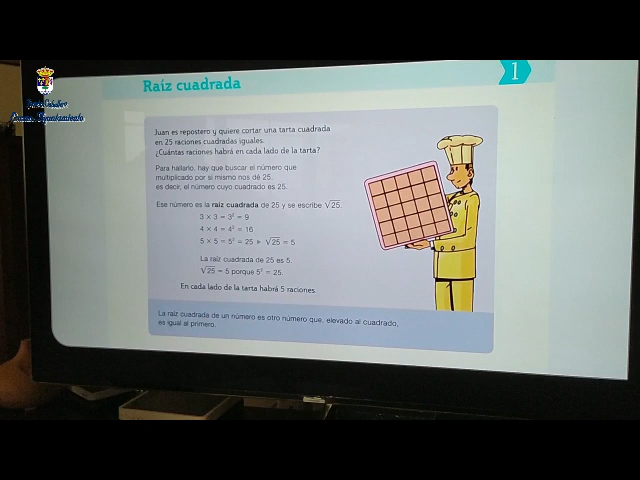 Raíz cuadrada
1
Juan es repostero y quiere cortar una tarta cuadrada
en 25 raciones cuadradas iguales.
¿Cuántas raciones habrá en cada lado de la tarta?
Para hallarlo, hay que buscar el número que
multiplicado por sí mismo nos dé 25,
es decir, el número cuyo cuadrado es 25.
Ese número es la raíz cuadrada de 25 y se escribe √25.
3 × 3 = 3² = 9
4 × 4 = 4² = 16
5 × 5 = 5² = 25 ▸ √25 = 5
La raíz cuadrada de 25 es 5.
√25 = 5 porque 5² = 25.
En cada lado de la tarta habrá 5 raciones.
La raíz cuadrada de un número es otro número que, elevado al cuadrado,
es igual al primero.